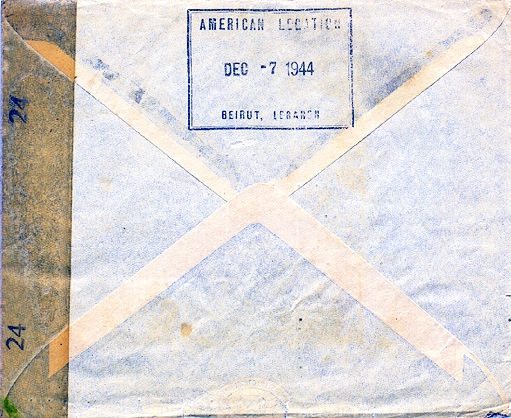 AMERICAN LEGATION
DEC -7 1944
BEIRUT, LEBANON
24
24